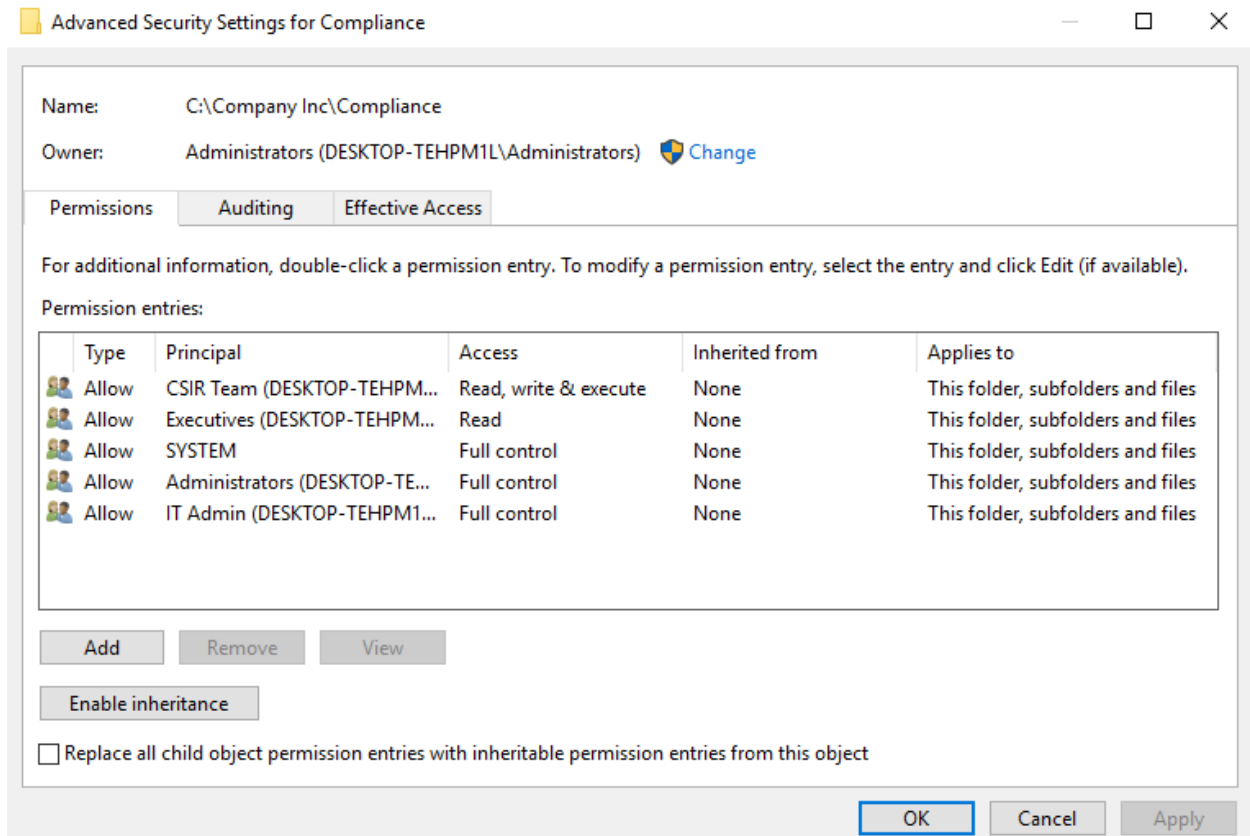 Advanced Security Settings for Compliance
Name: C:\Company Inc\Compliance
Owner: Administrators (DESKTOP-TEHPM1L\Administrators) Change
Permissions Auditing Effective Access
For additional information, double-click a permission entry. To modify a permission entry, select the entry and click Edit (if available).
Permission entries:
Type Principal Access Inherited from Applies to
Allow CSIR Team (DESKTOP-TEHPM... Read, write & execute None This folder, subfolders and files
Allow Executives (DESKTOP-TEHPM... Read None This folder, subfolders and files
Allow SYSTEM Full control None This folder, subfolders and files
Allow Administrators (DESKTOP-TE... Full control None This folder, subfolders and files
Allow IT Admin (DESKTOP-TEHPM1... Full control None This folder, subfolders and files
Add Remove View
Enable inheritance
Replace all child object permission entries with inheritable permission entries from this object
OK Cancel Apply